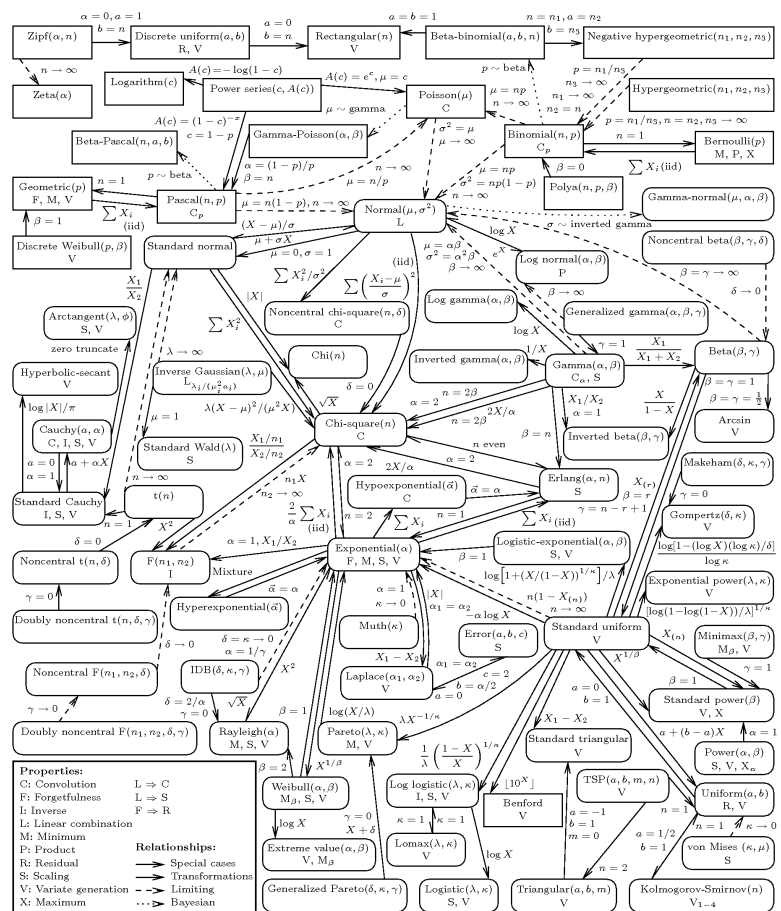 α = 0, a = 1
b = n
a = 0
b = n
a = b = 1
n = n₁, a = n₂
b = n₃
Zipf(α, n)
Discrete uniform(a, b)
R, V
Rectangular(n)
V
Beta-binomial(a, b, n)
Negative hypergeometric(n₁, n₂, n₃)
n → ∞
Zeta(α)
Logarithm(c)
A(c)=−log(1 − c)
Power series(c, A(c))
A(c) = eᶜ, μ = c
Poisson(μ)
C
p ∼ beta
p = n₁/n₃
n₃ → ∞
n₁ → ∞
n₂ = n
Hypergeometric(n₁, n₂, n₃)
A(c) = (1 − c)^{−σ}
c = 1 − p
μ ∼ gamma
μ = np
n → ∞
p = n₁/n₃, n = n₂, n₃ → ∞
Beta-Pascal(n, a, b)
Gamma-Poisson(α, β)
σ² = μ
μ → ∞
Binomial(n, p)
Cₚ
n = 1
Bernoulli(p)
M, P, X
∑ Xᵢ(iid)
α = (1 − p)/p
β = n
p ∼ beta
n → ∞
μ = n/p
μ = np
σ² = np(1 − p)
n → ∞
β = 0
Polya(n, p, β)
Geometric(p)
F, M, V
n = 1
∑ Xᵢ
(iid)
Pascal(n, p)
Cₚ
μ = n(1 − p), n → ∞
Normal(μ, σ²)
L
Gamma-normal(μ, α, β)
σ ∼ inverted gamma
β = 1
Discrete Weibull(p, β)
V
Standard normal
(X − μ)/σ
μ + σX
μ = 0, σ = 1
(iid)
μ = αβ
σ² = α²β
β → ∞
log X
e^X
Log normal(α, β)
P
Noncentral beta(β, γ, δ)
β = γ → ∞
δ → 0
X₁
X₂
|X|
∑ Xᵢ²/σ²
∑ ((Xᵢ−μ)/σ)²
Noncentral chi-square(n, δ)
C
Log gamma(α, β)
log X
Generalized gamma(α, β, γ)
γ = 1
X₁
X₁ + X₂
Beta(β, γ)
Arctangent(λ, φ)
S, V
zero truncate
∑ Xᵢ²
Chi(n)
Inverted gamma(α, β)
1/X
Gamma(α, β)
Cα, S
β = γ = 1
β = γ = 1/2
Hyperbolic-secant
V
λ → ∞
Inverse Gaussian(λ, μ)
L_{λᵢ/(μᵢ²aᵢ)}
δ = 0
√X
α = 2
n = 2β
n = 2β
2X/α
X₁/X₂
α = 1
X
1 − X
Arcsin
V
log |X|/π
μ = 1
λ(X − μ)²/(μ²X)
Chi-square(n)
C
β = n
Inverted beta(β, γ)
Cauchy(a, α)
C, I, S, V
Standard Wald(λ)
S
X₁/n₁
X₂/n₂
n even
α = 2
a = 0
α = 1
a + αX
n → ∞
n₁X
n₂ → ∞
α = 2
2X/α
Erlang(α, n)
S
X₍ᵣ₎
β = r
γ = n − r + 1
Makeham(δ, κ, γ)
γ = 0
Standard Cauchy
I, S, V
n = 1
t(n)
X²
2/α ∑ Xᵢ
(iid)
n = 2
Hypoexponential(α⃗)
C
α⃗ = α
n = 1
∑ Xᵢ
∑ Xᵢ(iid)
Gompertz(δ, κ)
V
δ = 0
Noncentral t(n, δ)
F(n₁, n₂)
I
α = 1, X₁/X₂
Mixture
Exponential(α)
F, M, S, V
β = 1
Logistic-exponential(α, β)
S, V
log[1−(log X)(log κ)/δ]
log κ
γ = 0
Doubly noncentral t(n, δ, γ)
Hyperexponential(α⃗)
α⃗ = α
α = 1
κ → 0
|X|
α₁ = α₂
log[1+(X/(1−X))^{1/κ}]/λ
n(1 − X₍ₙ₎)
n → ∞
Exponential power(λ, κ)
V
[log(1−log(1−X))/λ]^{1/κ}
δ → 0
δ = κ → 0
α = 1/γ
X²
Muth(κ)
−α log X
Error(a, b, c)
S
Standard uniform
V
X^{1/β}
X₍ₙ₎
Minimax(β, γ)
Mβ, V
γ = 1
Noncentral F(n₁, n₂, δ)
IDB(δ, κ, γ)
X₁ − X₂
Laplace(α₁, α₂)
V
α₁ = α₂
c = 2
b = α/2
a = 0
β = 1
Standard power(β)
V, X
γ → 0
δ = 2/α
γ = 0
√X
β = 1
log(X/λ)
λX^{−1/κ}
a = 0
b = 1
a + (b − a)X
α = 1
Doubly noncentral F(n₁, n₂, δ, γ)
Rayleigh(α)
M, S, V
Pareto(λ, κ)
M, V
X₁ − X₂
Standard triangular
V
Power(α, β)
S, V, Xα
1/λ ((1−X)/X)^{1/κ}
Properties:
C: Convolution
L ⇒ C
F: Forgetfulness
L ⇒ S
I: Inverse
F ⇒ R
L: Linear combination
M: Minimum
P: Product
R: Residual
S: Scaling
V: Variate generation
X: Maximum
Relationships:
Special cases
Transformations
Limiting
Bayesian
β = 2
X^{1/β}
Weibull(α, β)
Mβ, S, V
log X
γ = 0
X + δ
Log logistic(λ, κ)
I, S, V
⌊10^X⌋
Benford
V
TSP(a, b, m, n)
V
Uniform(a, b)
R, V
n = 1
a = −1
b = 1
m = 0
κ = 1
κ = 1
n = 1
κ → 0
Extreme value(α, β)
V, Mβ
Lomax(λ, κ)
V
log X
a = 1/2
b = 1
von Mises (κ, μ)
S
n = 2
Generalized Pareto(δ, κ, γ)
Logistic(λ, κ)
S, V
Triangular(a, b, m)
V
Kolmogorov-Smirnov(n)
V₁₋₄